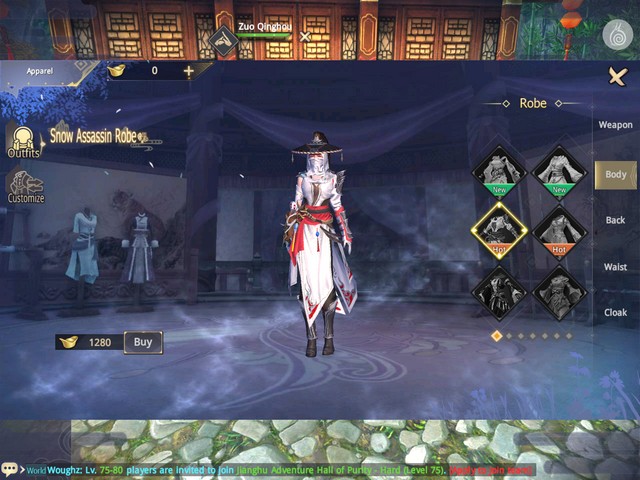 Zuo Qinghou
Apparel
0
Robe
Snow Assassin Robe
Outfits
Customize
Weapon
Body
Back
Waist
Cloak
New
New
Hot
Hot
1280
Buy
World Woughz: Lv. 75-80 players are invited to join Jianghu Adventure Hall of Purity - Hard (Level 75).